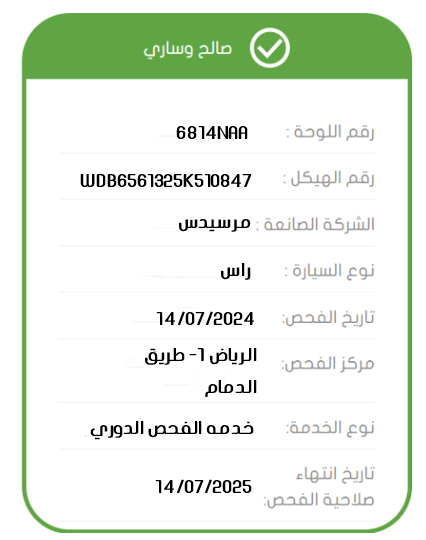 صالح وساري
رقم اللوحة : 6814NAA
رقم الهيكل : WDB6561325K510847
الشركة الصانعة : مرسيدس
نوع السيارة : راس
تاريخ الفحص: 14/07/2024
مركز الفحص: الرياض 1- طريق
الدمام
نوع الخدمة: خدمه الفحص الدوري
تاريخ انتهاء
صلاحية الفحص: 14/07/2025